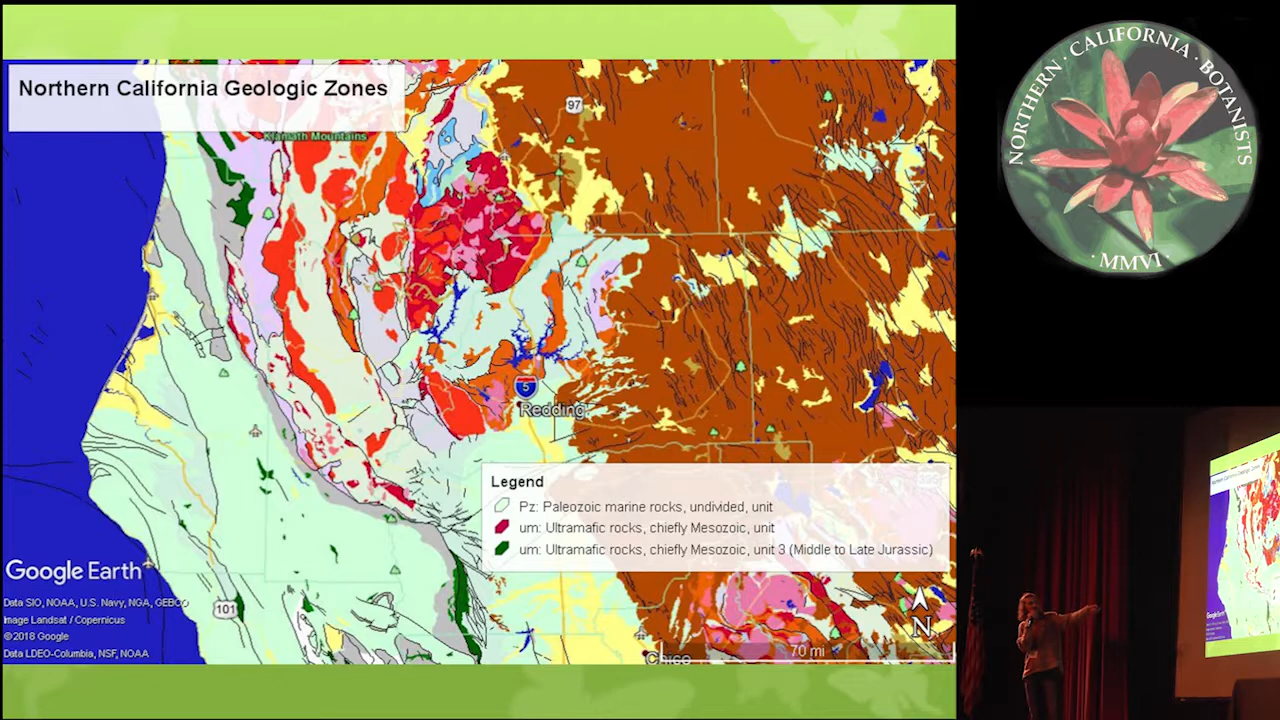 Northern California Geologic Zones
Klamath Mountains
97
5
Redding
Legend
Pz: Paleozoic marine rocks, undivided, unit
um: Ultramafic rocks, chiefly Mesozoic, unit
um: Ultramafic rocks, chiefly Mesozoic, unit 3 (Middle to Late Jurassic)
Google Earth
Data SIO, NOAA, U.S. Navy, NGA, GEBCO
Image Landsat / Copernicus
©2018 Google
Data LDEO-Columbia, NSF, NOAA
101
Chico
70 mi
N
NORTHERN · CALIFORNIA · BOTANISTS
· MMVI ·